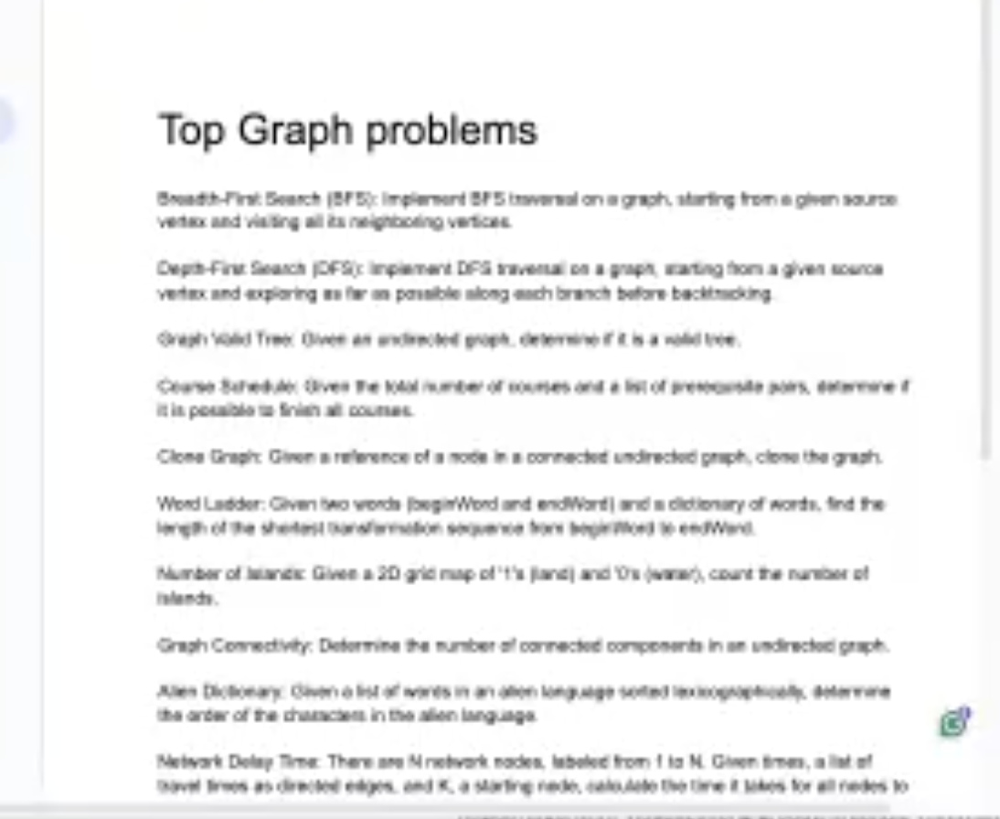 Top Graph problems
Breadth-First Search (BFS): Implement BFS traversal on a graph, starting from a given source
vertex and visiting all its neighboring vertices.
Depth-First Search (DFS): Implement DFS traversal on a graph, starting from a given source
vertex and exploring as far as possible along each branch before backtracking.
Graph Valid Tree: Given an undirected graph, determine if it is a valid tree.
Course Schedule: Given the total number of courses and a list of prerequisite pairs, determine if
it is possible to finish all courses.
Clone Graph: Given a reference of a node in a connected undirected graph, clone the graph.
Word Ladder: Given two words (beginWord and endWord) and a dictionary of words, find the
length of the shortest transformation sequence from beginWord to endWord.
Number of Islands: Given a 2D grid map of '1's (land) and '0's (water), count the number of
islands.
Graph Connectivity: Determine the number of connected components in an undirected graph.
Alien Dictionary: Given a list of words in an alien language sorted lexicographically, determine
the order of the characters in the alien language.
Network Delay Time: There are N network nodes, labeled from 1 to N. Given times, a list of
travel times as directed edges, and K, a starting node, calculate the time it takes for all nodes to